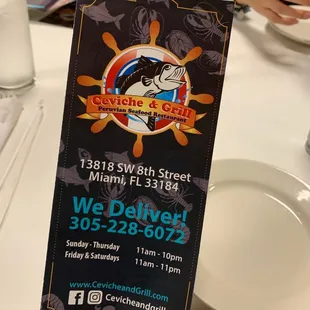 Ceviche & Grill
Peruvian Seafood Restaurant
13818 SW 8th Street
Miami, FL 33184
We Deliver!
305-228-6072
Sunday - Thursday 11am - 10pm
Friday & Saturdays 11am - 11pm
www.CevicheandGrill.com
Cevicheandgrill